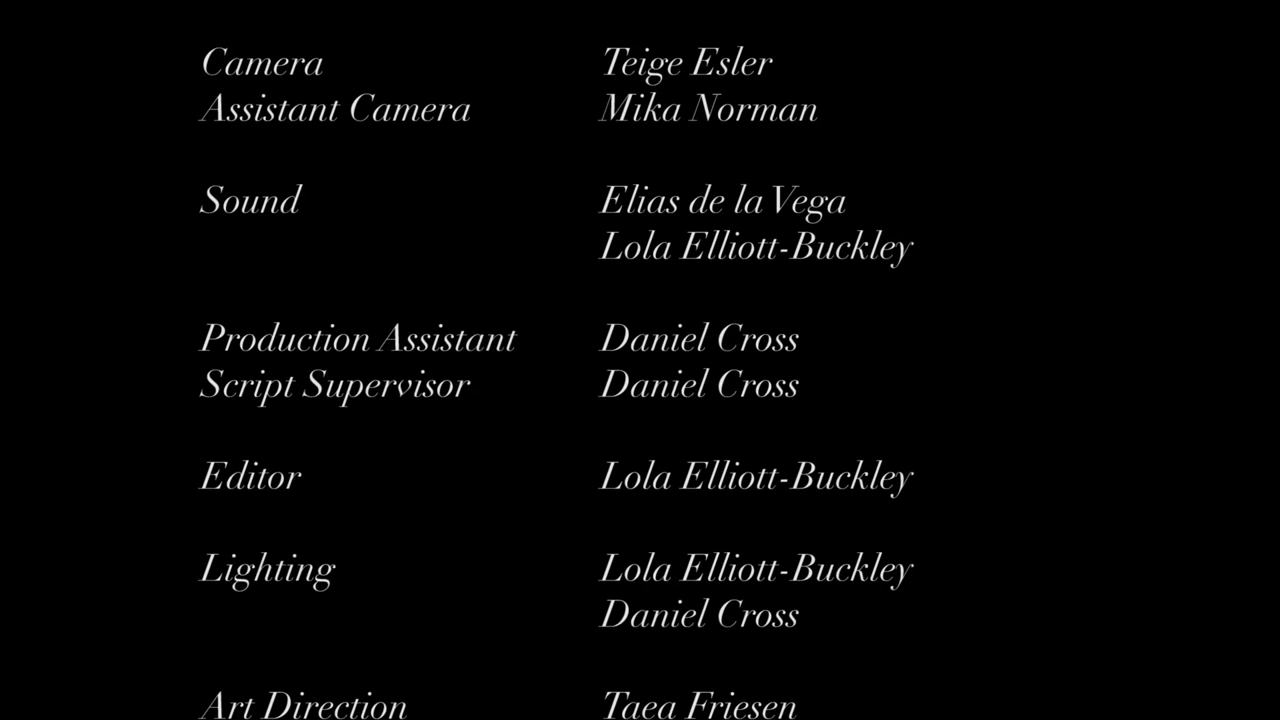 Camera Teige Esler
Assistant Camera Mika Norman
Sound Elias de la Vega
Lola Elliott-Buckley
Production Assistant Daniel Cross
Script Supervisor Daniel Cross
Editor Lola Elliott-Buckley
Lighting Lola Elliott-Buckley
Daniel Cross
Art Direction Taea Friesen